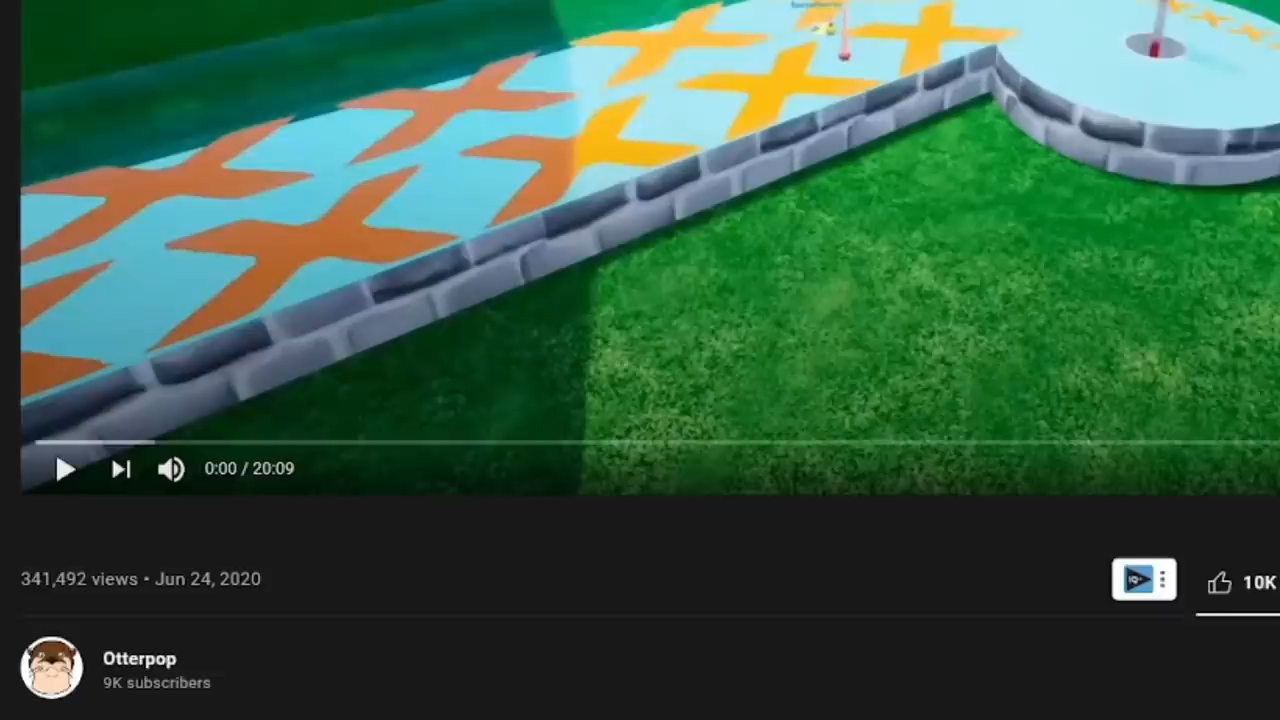 0:00 / 20:09
341,492 views • Jun 24, 2020
10K
Otterpop
9K subscribers